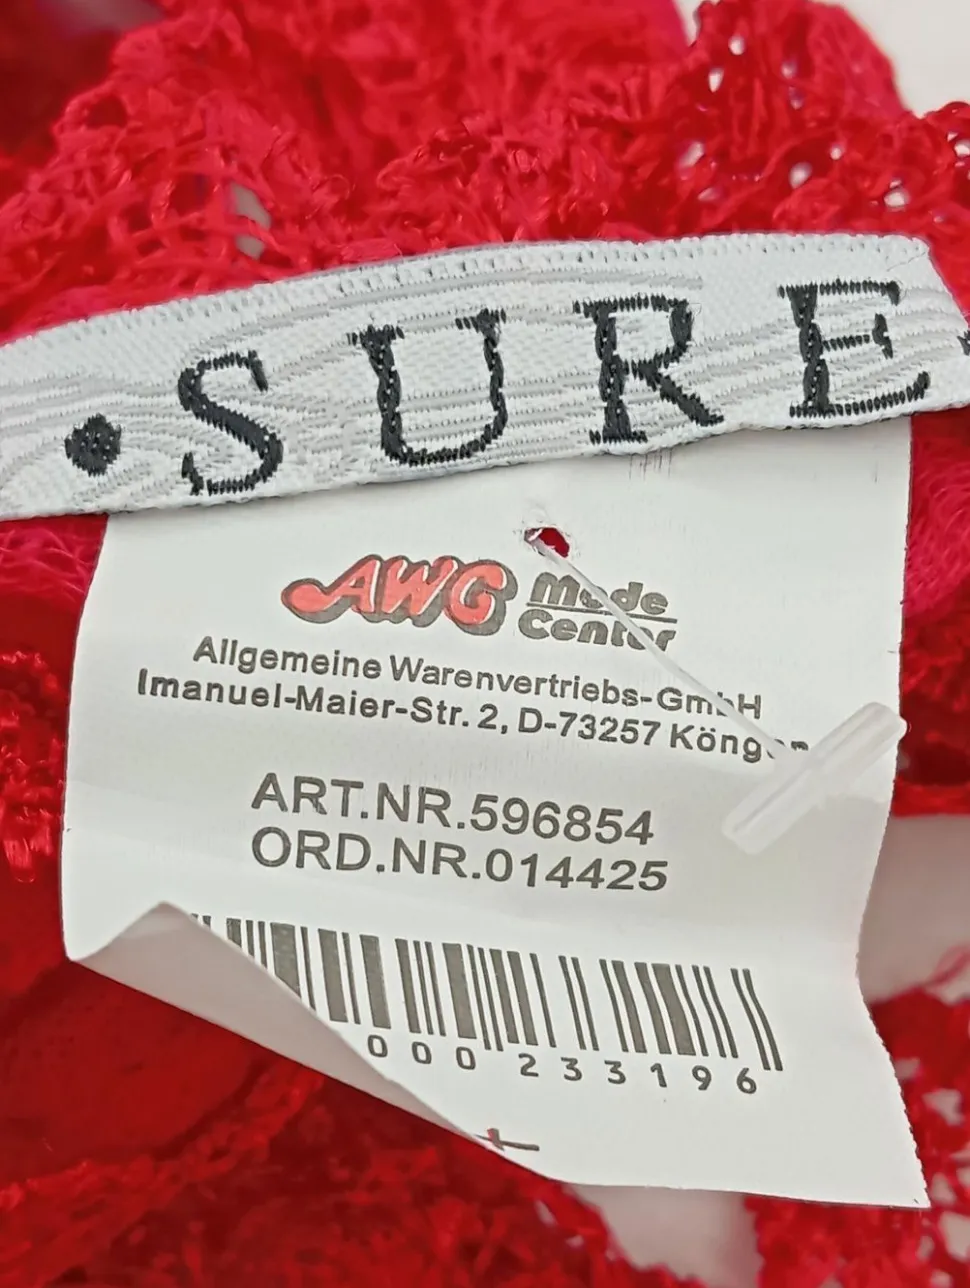 • SURE •
AWG Mode
Center
Allgemeine Warenvertriebs-GmbH
Imanuel-Maier-Str. 2, D-73257 Köngen
ART.NR.596854
ORD.NR.014425
000 233196